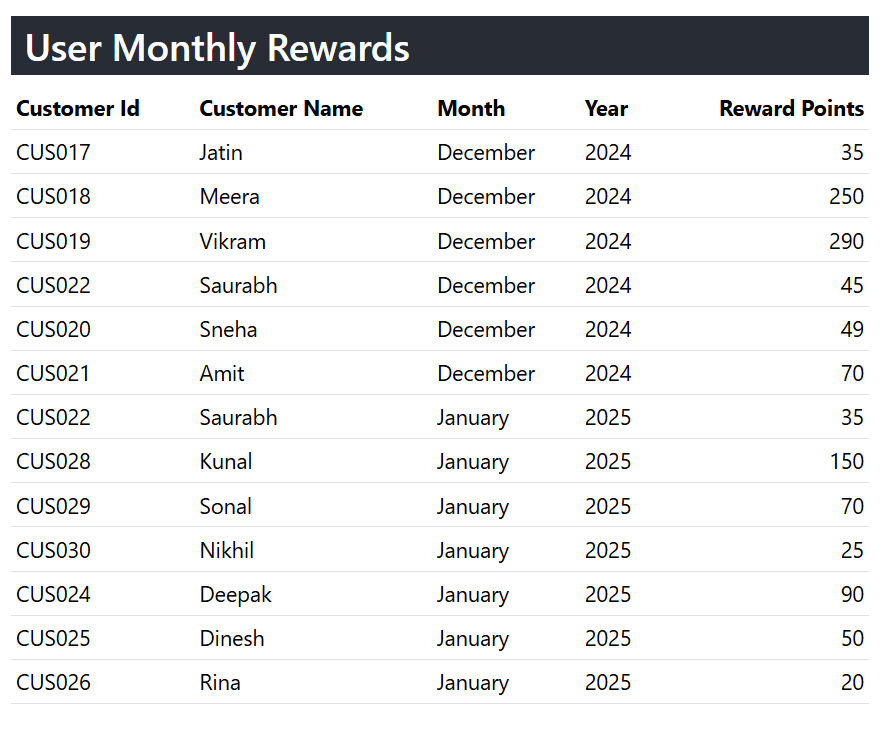 User Monthly Rewards
Customer Id Customer Name Month Year Reward Points
CUS017 Jatin December 2024 35
CUS018 Meera December 2024 250
CUS019 Vikram December 2024 290
CUS022 Saurabh December 2024 45
CUS020 Sneha December 2024 49
CUS021 Amit December 2024 70
CUS022 Saurabh January 2025 35
CUS028 Kunal January 2025 150
CUS029 Sonal January 2025 70
CUS030 Nikhil January 2025 25
CUS024 Deepak January 2025 90
CUS025 Dinesh January 2025 50
CUS026 Rina January 2025 20